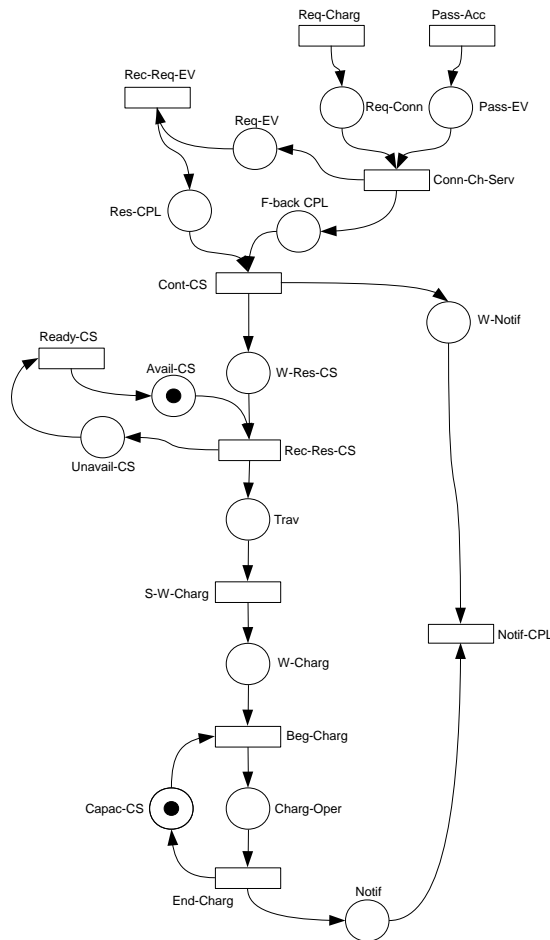 Req-Charg
Pass-Acc
Rec-Req-EV
Req-Conn
Pass-EV
Req-EV
Conn-Ch-Serv
Res-CPL
F-back CPL
Cont-CS
W-Notif
Ready-CS
Avail-CS
W-Res-CS
Unavail-CS
Rec-Res-CS
Trav
S-W-Charg
Notif-CPL
W-Charg
Beg-Charg
Capac-CS
Charg-Oper
End-Charg
Notif